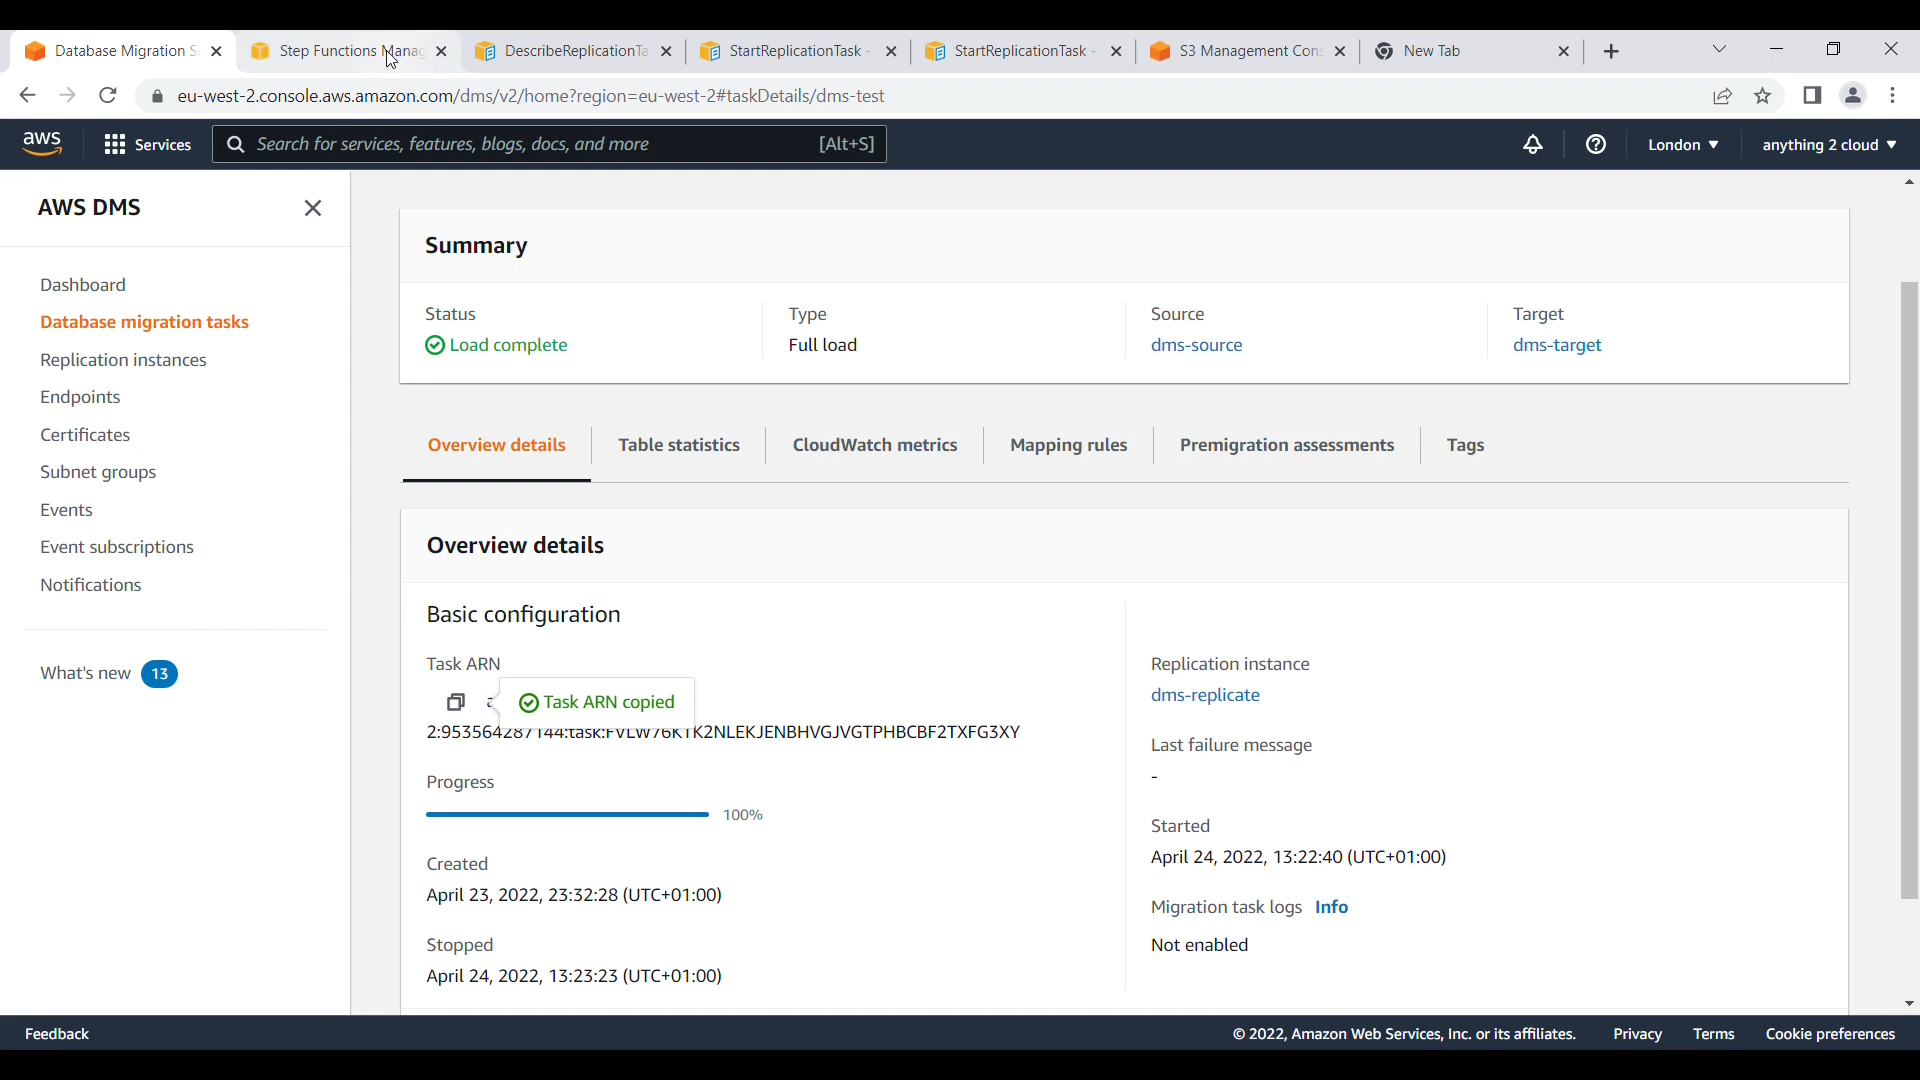 Database Migration S
Step Functions Manag
DescribeReplicationTa
StartReplicationTask -
StartReplicationTask -
S3 Management Cons
New Tab
eu-west-2.console.aws.amazon.com/dms/v2/home?region=eu-west-2#taskDetails/dms-test
aws
Services
Search for services, features, blogs, docs, and more
[Alt+S]
London
anything 2 cloud
AWS DMS
Dashboard
Database migration tasks
Replication instances
Endpoints
Certificates
Subnet groups
Events
Event subscriptions
Notifications
What's new 13
Summary
Status
Load complete
Type
Full load
Source
dms-source
Target
dms-target
Overview details
Table statistics
CloudWatch metrics
Mapping rules
Premigration assessments
Tags
Overview details
Basic configuration
Task ARN
Task ARN copied
2:953564287144:task:FVLW76K1K2NLEKJENBHVGJVGTPHBCBF2TXFG3XY
Progress
100%
Created
April 23, 2022, 23:32:28 (UTC+01:00)
Stopped
April 24, 2022, 13:23:23 (UTC+01:00)
Replication instance
dms-replicate
Last failure message
-
Started
April 24, 2022, 13:22:40 (UTC+01:00)
Migration task logs Info
Not enabled
Feedback
© 2022, Amazon Web Services, Inc. or its affiliates.
Privacy
Terms
Cookie preferences